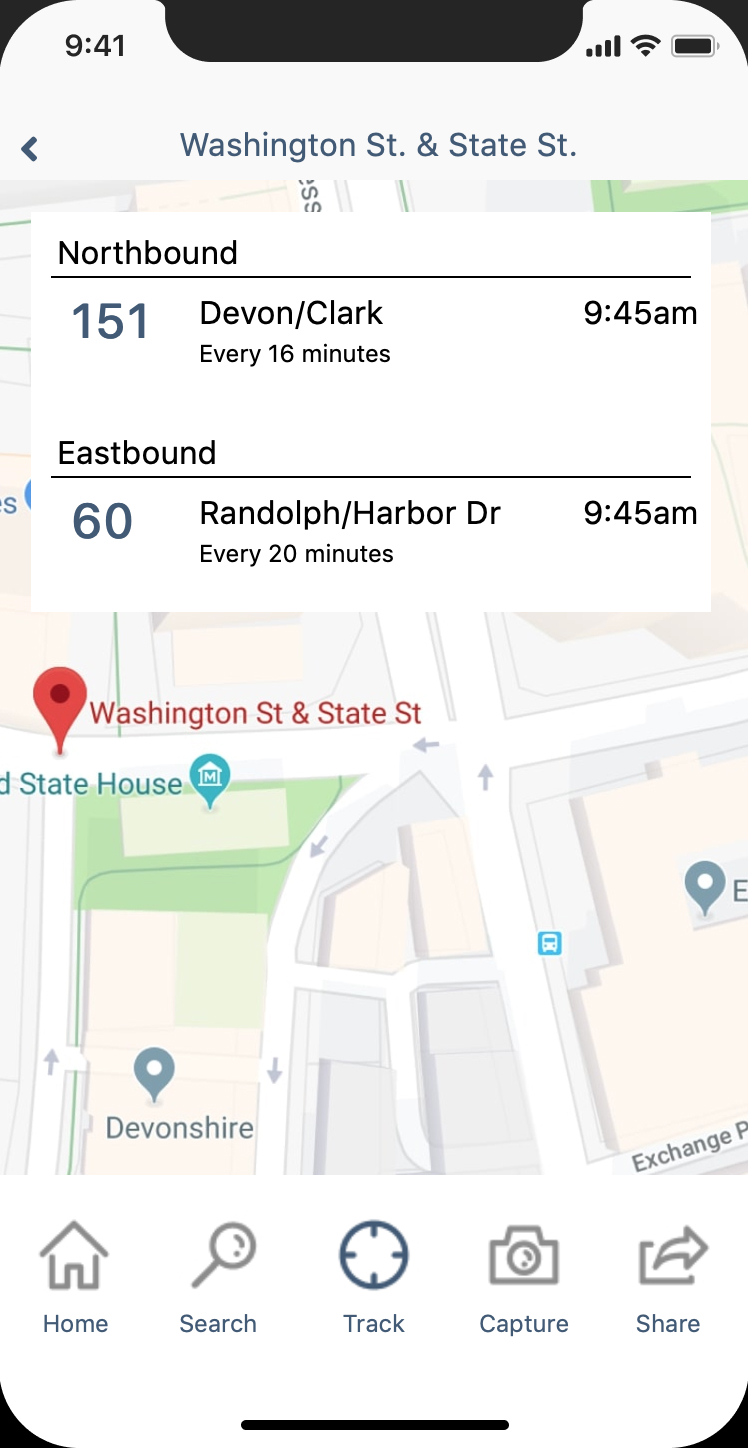 9:41
Washington St. & State St.
Northbound
151 Devon/Clark 9:45am
Every 16 minutes
Eastbound
60 Randolph/Harbor Dr 9:45am
Every 20 minutes
Washington St & State St
State House
Devonshire
Exchange
Home Search Track Capture Share